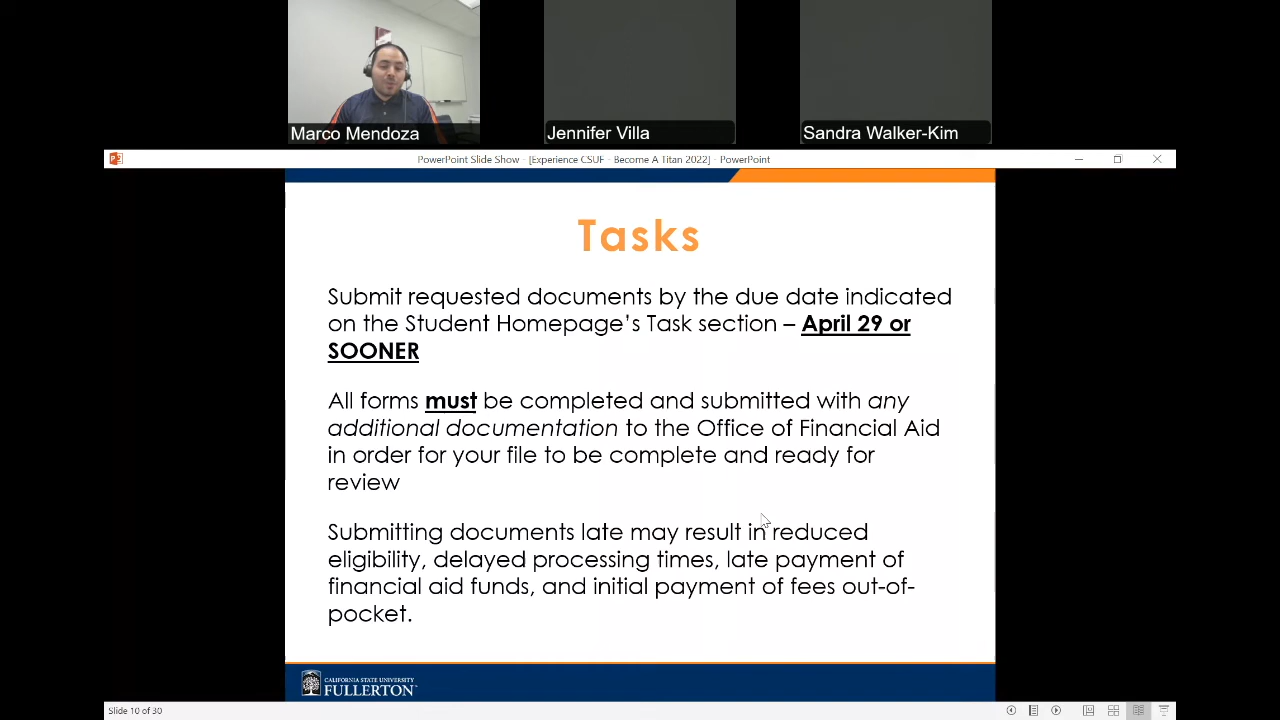 Marco Mendoza
Jennifer Villa
Sandra Walker-Kim
PowerPoint Slide Show - [Experience CSUF - Become A Titan 2022] - PowerPoint
Tasks
Submit requested documents by the due date indicated
on the Student Homepage’s Task section – April 29 or
SOONER
All forms must be completed and submitted with any
additional documentation to the Office of Financial Aid
in order for your file to be complete and ready for
review
Submitting documents late may result in reduced
eligibility, delayed processing times, late payment of
financial aid funds, and initial payment of fees out-of-
pocket.
CALIFORNIA STATE UNIVERSITY
FULLERTON
Slide 10 of 30